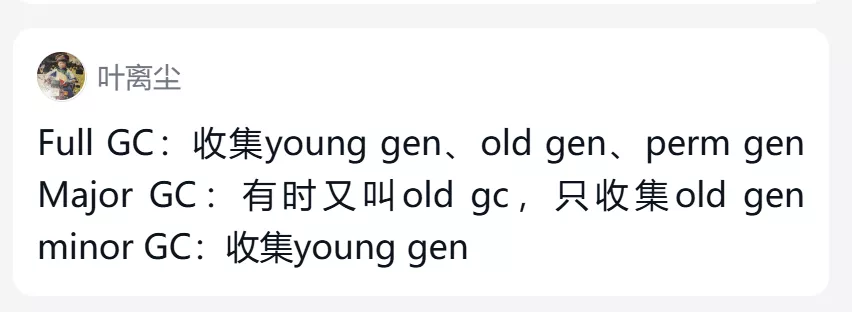 叶离尘
Full GC：收集young gen、old gen、perm gen
Major GC：有时又叫old gc，只收集old gen
minor GC：收集young gen